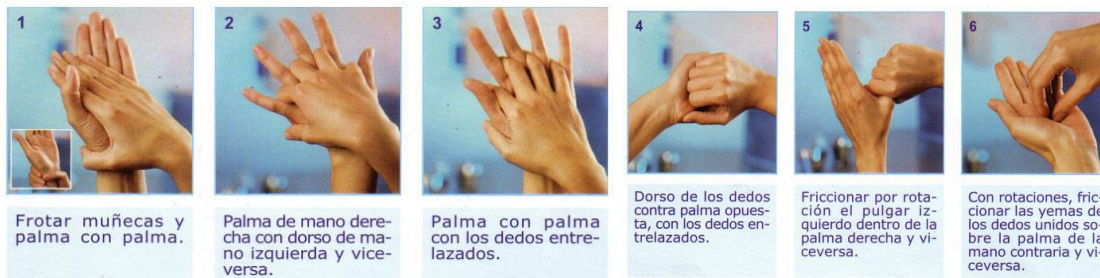 1
Frotar muñecas y
palma con palma.
2
Palma de mano dere-
cha con dorso de ma-
no izquierda y vice-
versa.
3
Palma con palma
con los dedos entre-
lazados.
4
Dorso de los dedos
contra palma opues-
ta, con los dedos en-
trelazados.
5
Friccionar por rota-
ción el pulgar iz-
quierdo dentro de la
palma derecha y vi-
ceversa.
6
Con rotaciones, fric-
cionar las yemas de
los dedos unidos so-
bre la palma de la
mano contraria y vi-
ceversa.